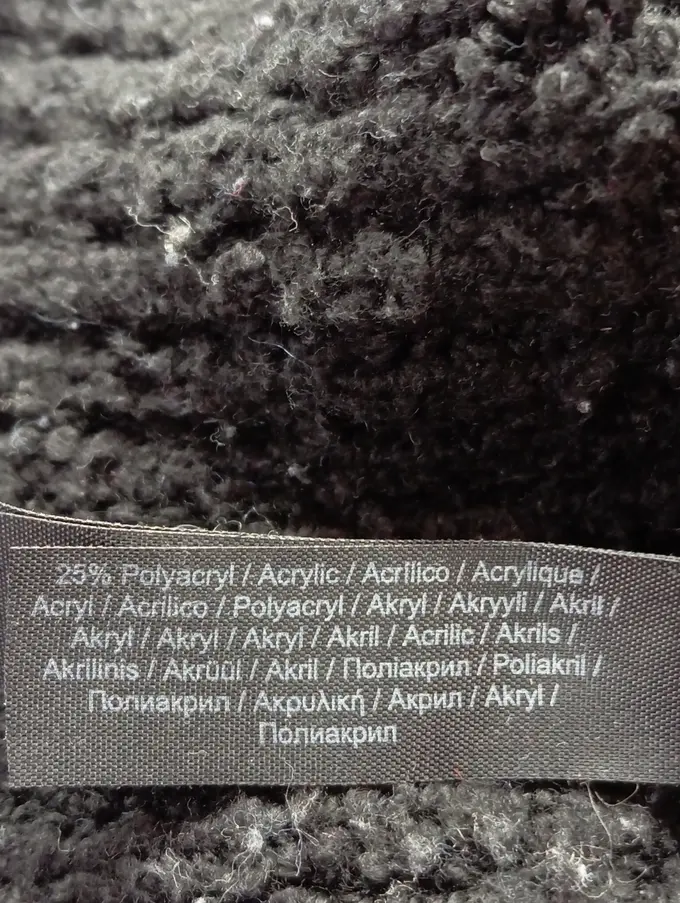 25% Polyacryl / Acrylic / Acrílico / Acrylique /
Acryl / Acrilico / Polyacryl / Akryl / Akryyli / Akril /
Akryl / Akryl / Akryl / Akril / Acrilic / Akrils /
Akrilinis / Akrüül / Akril / Поліакрил / Poliakril /
Полиакрил / Ακρυλική / Акрил / Akryl /
Полиакрил